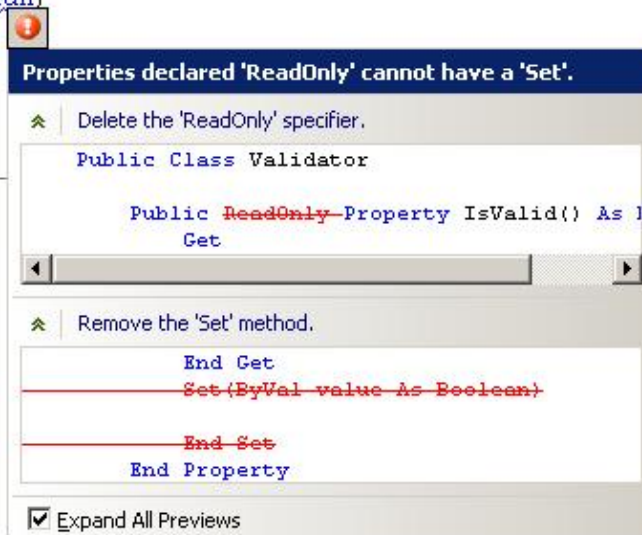 Properties declared 'ReadOnly' cannot have a 'Set'.
Delete the 'ReadOnly' specifier.
Public Class Validator
Public ReadOnly Property IsValid() As
Get
Remove the 'Set' method.
End Get
Set(ByVal value As Boolean)
End Set
End Property
Expand All Previews